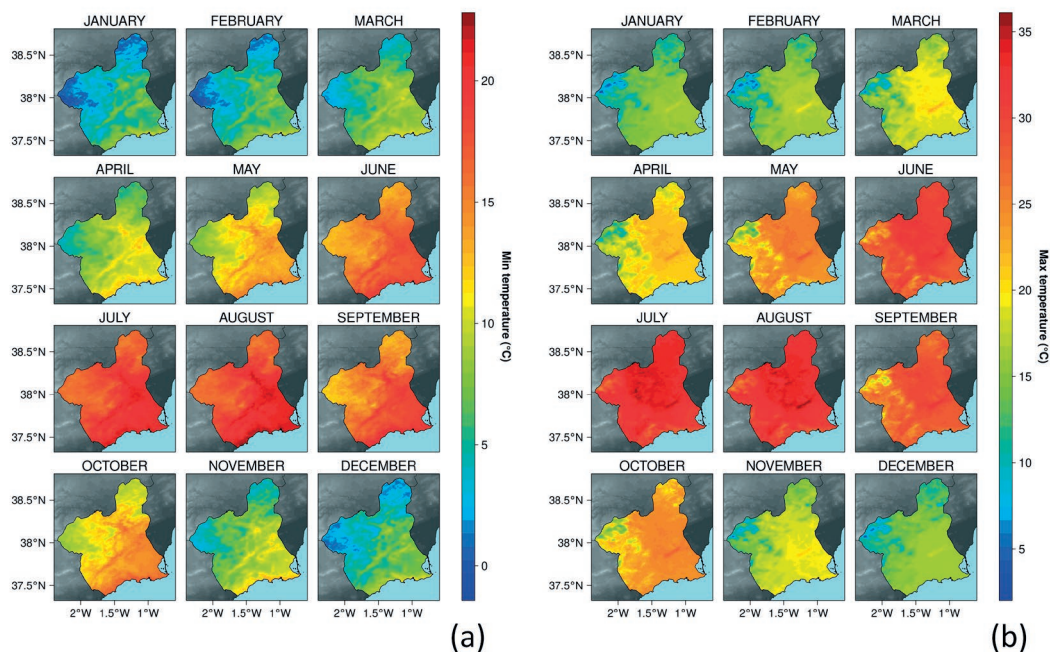 JANUARY FEBRUARY MARCH
38.5°N
38°N
37.5°N
APRIL MAY JUNE
38.5°N
38°N
37.5°N
JULY AUGUST SEPTEMBER
38.5°N
38°N
37.5°N
OCTOBER NOVEMBER DECEMBER
38.5°N
38°N
37.5°N
2°W 1.5°W 1°W 2°W 1.5°W 1°W 2°W 1.5°W 1°W
20
15
10
5
0
Min temperature (°C)
(a)
JANUARY FEBRUARY MARCH
38.5°N
38°N
37.5°N
APRIL MAY JUNE
38.5°N
38°N
37.5°N
JULY AUGUST SEPTEMBER
38.5°N
38°N
37.5°N
OCTOBER NOVEMBER DECEMBER
38.5°N
38°N
37.5°N
2°W 1.5°W 1°W 2°W 1.5°W 1°W 2°W 1.5°W 1°W
35
30
25
20
15
10
5
Max temperature (°C)
(b)